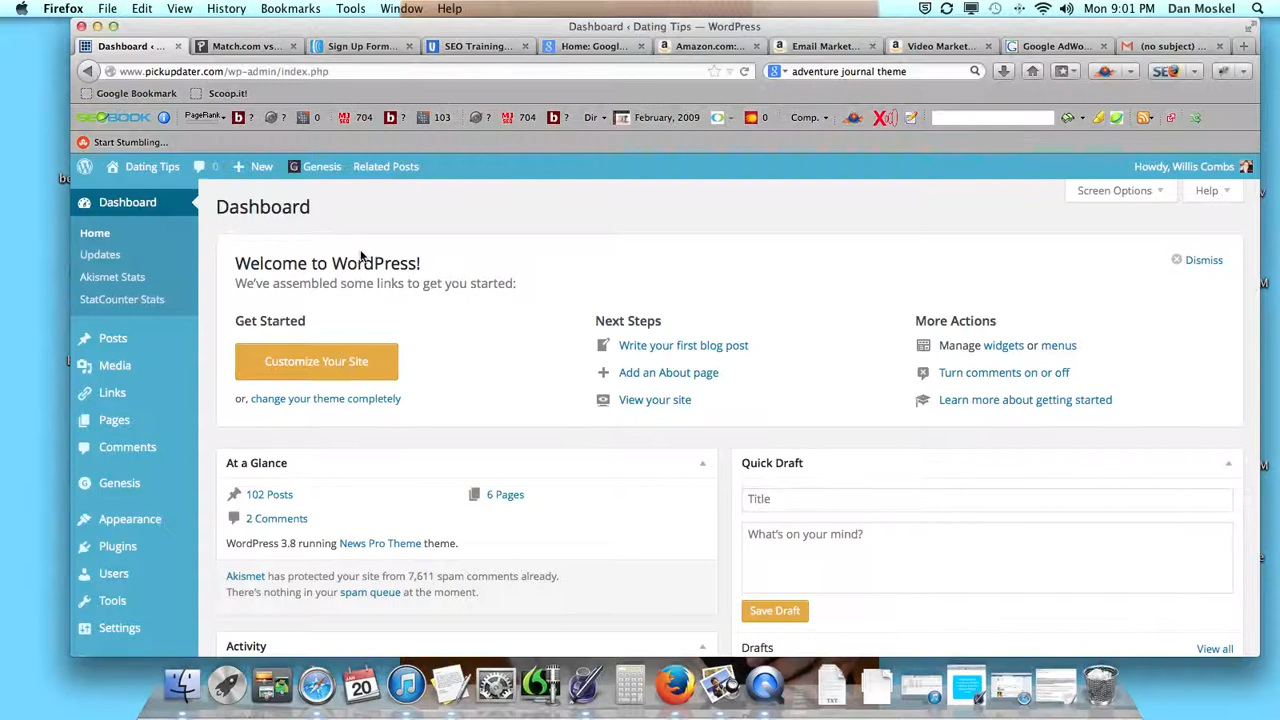 Firefox File Edit View History Bookmarks Tools Window Help Mon 9:01 PM Dan Moskel
Dashboard ‹ Dating Tips — WordPress
Dashboard ‹ ... Match.com vs... Sign Up Form... SEO Training... Home: Googl... Amazon.com:... Email Market... Video Market... Google AdWo... (no subject) ...
www.pickupdater.com/wp-admin/index.php adventure journal theme
Google Bookmark Scoop.it!
SEOBOOK PageRank ? ? 0 704 ? 103 ? 704 ? Dir February, 2009 0 Comp.
Start Stumbling...
Dating Tips 0 New Genesis Related Posts Howdy, Willis Combs
Dashboard
Home
Updates
Akismet Stats
StatCounter Stats
Posts
Media
Links
Pages
Comments
Genesis
Appearance
Plugins
Users
Tools
Settings
Screen Options Help
Dashboard
Welcome to WordPress!
We've assembled some links to get you started:
Dismiss
Get Started
Customize Your Site
or, change your theme completely
Next Steps
Write your first blog post
Add an About page
View your site
More Actions
Manage widgets or menus
Turn comments on or off
Learn more about getting started
At a Glance
102 Posts 6 Pages
2 Comments
WordPress 3.8 running News Pro Theme theme.
Akismet has protected your site from 7,611 spam comments already.
There's nothing in your spam queue at the moment.
Activity
Quick Draft
Title
What's on your mind?
Save Draft
Drafts View all
20
TXT